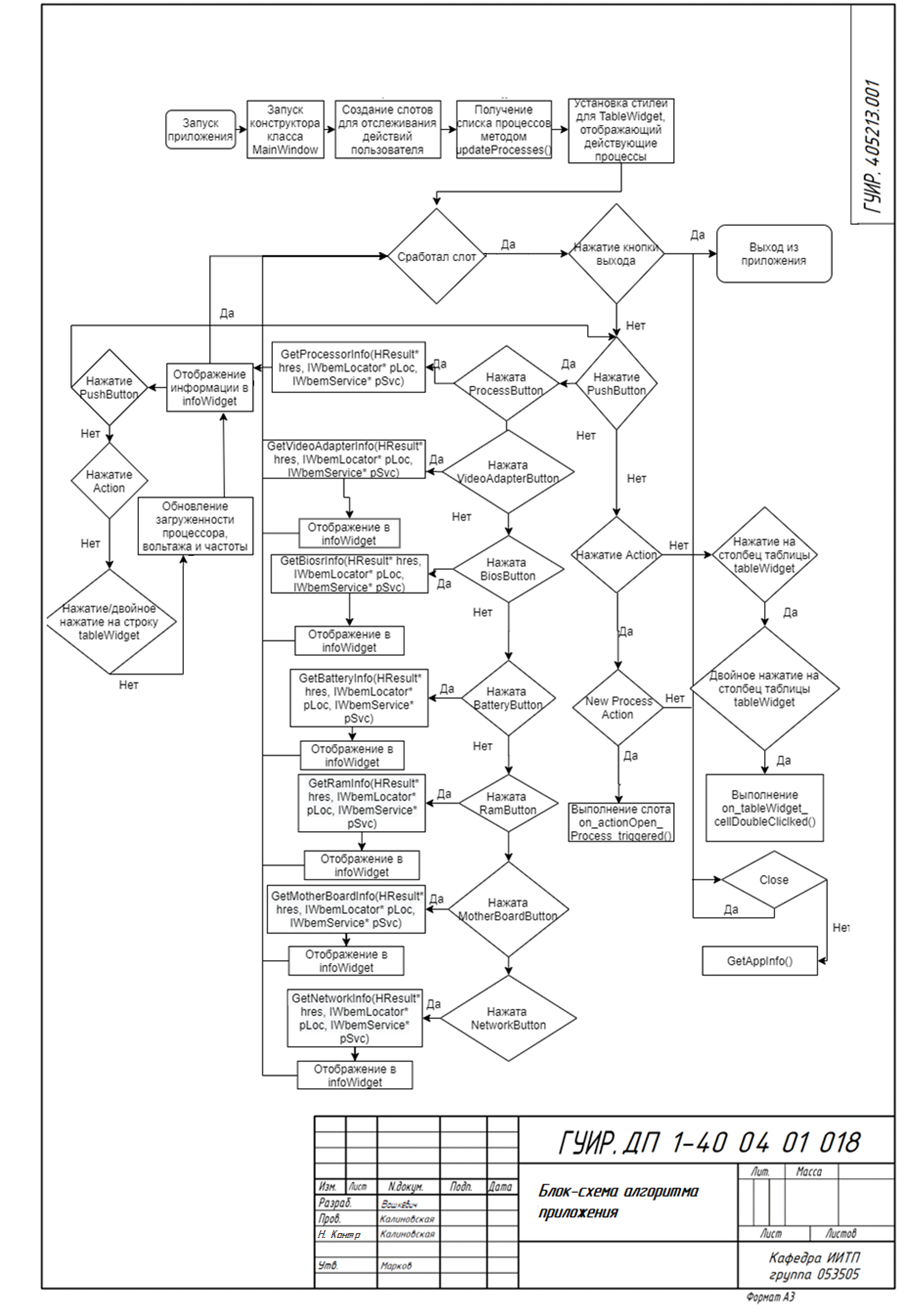 ГУИР. 405213.001
Запуск
приложения
Запуск
конструктора
класса
MainWindow
Создание слотов
для отслеживания
действий
пользователя
Получение
списка процессов
методом
updateProcesses()
Установка стилей
для TableWidget,
отображающий
действующие
процессы
Сработал слот
Да
Нажатие кнопки
выхода
Да
Выход из
приложения
Да
Нет
Нажатие
PushButton
Отображение
информации в
infoWidget
GetProcessorInfo(HResult*
hres, IWbemLocator* pLoc,
IWbemService* pSvc)
Да
Нажата
ProcessButton
Да
Нажатие
PushButton
Нет
Нажатие
Action
Нет
GetVideoAdapterInfo(HResult*
hres, IWbemLocator* pLoc,
IWbemService* pSvc)
Да
Нажата
VideoAdapterButton
Нет
Нет
Обновление
загруженности
процессора,
вольтажа и частоты
Отображение в
infoWidget
Нет
Нет
Нажатие Action
Нет
Нажатие на
столбец таблицы
tableWidget
GetBiosrInfo(HResult* hres,
IWbemLocator* pLoc,
IWbemService* pSvc)
Да
Нажата
BiosButton
Нажатие/двойное
нажатие на строку
tableWidget
Нет
Отображение в
infoWidget
Нет
Да
Да
GetBatteryInfo(HResult*
hres, IWbemLocator*
pLoc, IWbemService*
pSvc)
Да
Нажата
BatteryButton
New Process
Action
Нет
Двойное нажатие на
столбец таблицы
tableWidget
Отображение в
infoWidget
Нет
Да
Да
GetRamInfo(HResult*
hres, IWbemLocator*
pLoc, IWbemService*
pSvc)
Да
Нажата
RamButton
Выполнение слота
on_actionOpen_
Process_triggered()
Выполнение
on_tableWidget_
cellDoubleCliclked()
Отображение в
infoWidget
GetMotherBoardInfo(HResult*
hres, IWbemLocator* pLoc,
IWbemService* pSvc)
Да
Нажата
MotherBoardButton
Close
Да
Нет
Отображение в
infoWidget
GetAppInfo()
GetNetworkInfo(HResult*
hres, IWbemLocator*
pLoc, IWbemService*
pSvc)
Да
Нажата
NetworkButton
Отображение в
infoWidget
ГУИР. ДП 1-40 04 01 018
Изм. Лист N.докум. Подп. Дата
Разраб. Вашкевич
Пров. Калиновская
Н. Контр Калиновская
Утв. Марков
Блок-схема алгоритма
приложения
Лит. Масса
Лист Листов
Кафедра ИИТП
группа 053505
Формат А3